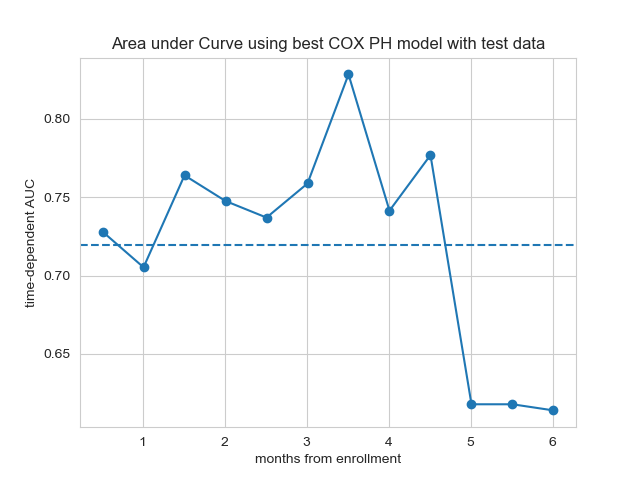 Area under Curve using best COX PH model with test data
time-dependent AUC
0.80
0.75
0.70
0.65
1 2 3 4 5 6
months from enrollment